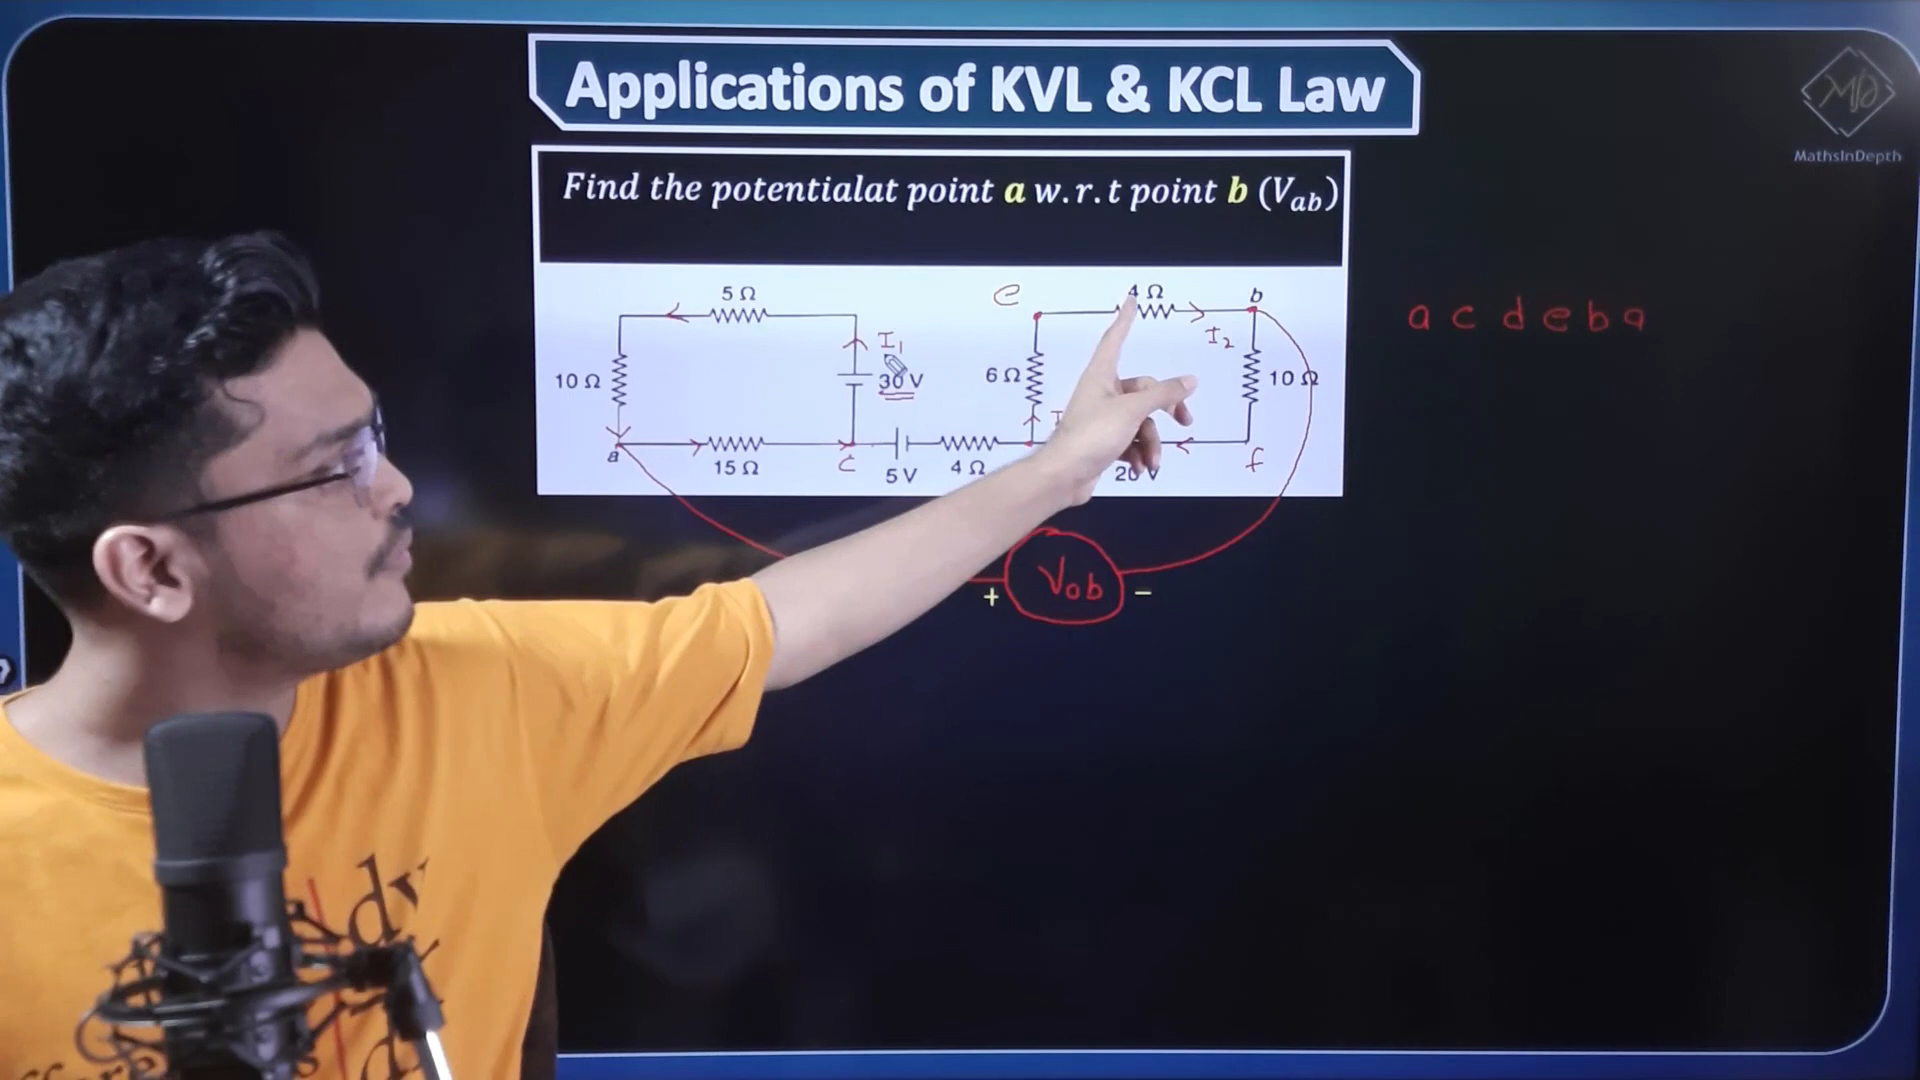 Applications of KVL & KCL Law
MathsInDepth
Find the potentialat point a w.r.t point b (Vab)
5 Ω
e
4 Ω
b
a c d e b a
I1
I2
10 Ω
30 V
6 Ω
10 Ω
a
15 Ω
c
5 V
4 Ω
20 V
f
+
Vab
−
dv